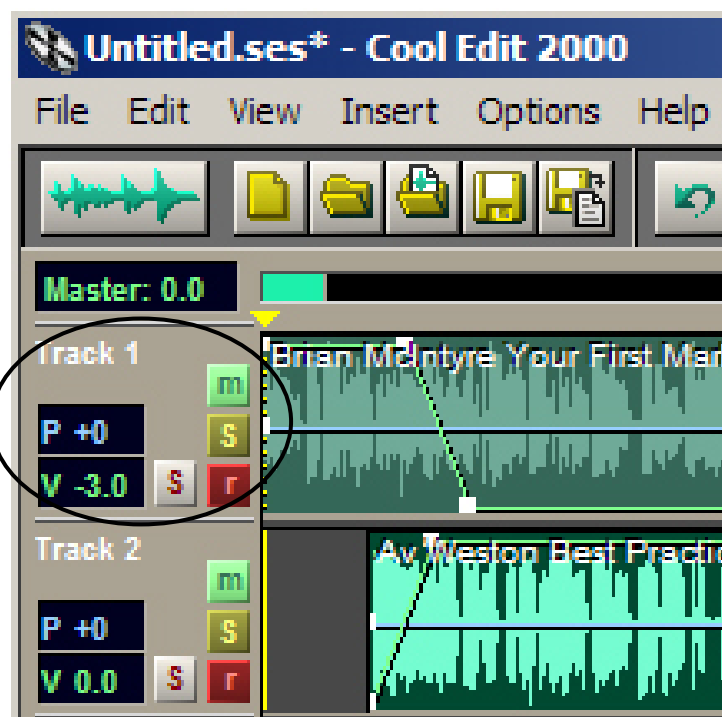 Untitled.ses* - Cool Edit 2000
File Edit View Insert Options Help
Master: 0.0
Track 1
Brian McIntyre Your First Mar
m
P +0
S
V -3.0 S r
Track 2
Av Weston Best Practic
m
P +0
S
V 0.0 S r